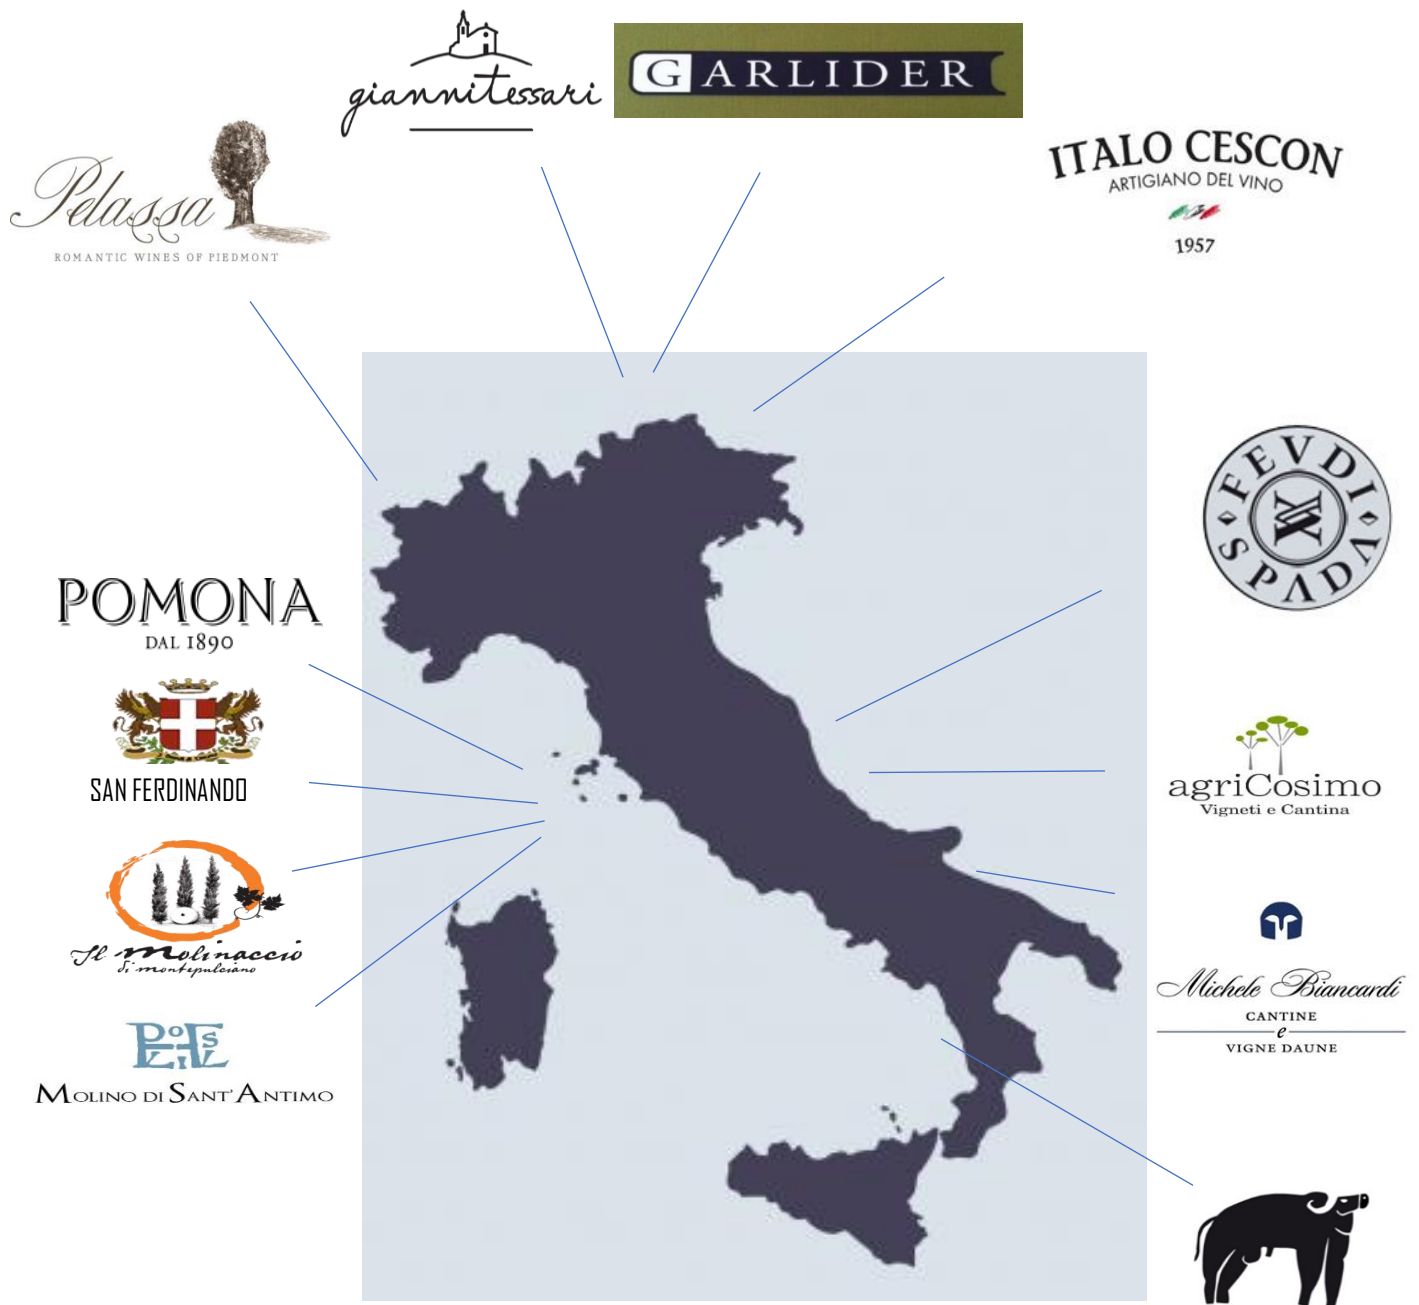 giannitessari
GARLIDER
Pelassa
ROMANTIC WINES OF PIEDMONT
ITALO CESCON
ARTIGIANO DEL VINO
1957
FEVDI SPADA
POMONA
DAL 1890
SAN FERDINANDO
agriCosimo
Vigneti e Cantina
Il Molinaccio
di montepulciano
Michele Biancardi
CANTINE
e
VIGNE DAUNE
MOLINO DI SANT'ANTIMO